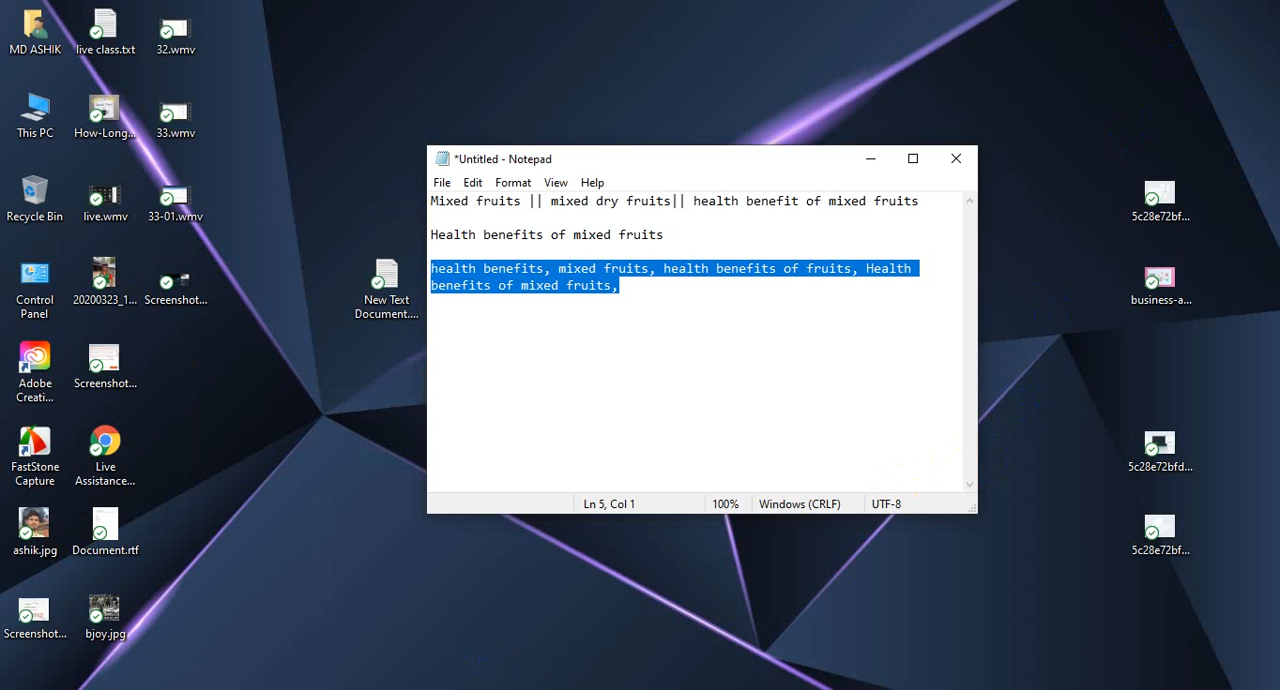 MD ASHIK
live class.txt
32.wmv
This PC
How-Long...
33.wmv
Recycle Bin
live.wmv
33-01.wmv
Control
Panel
20200323_1...
Screenshot...
Adobe
Creati...
Screenshot...
FastStone
Capture
Live
Assistance...
ashik.jpg
Document.rtf
Screenshot...
bjoy.jpg
New Text
Document....
*Untitled - Notepad
File Edit Format View Help
Mixed fruits || mixed dry fruits|| health benefit of mixed fruits
Health benefits of mixed fruits
health benefits, mixed fruits, health benefits of fruits, Health
benefits of mixed fruits,
Ln 5, Col 1 100% Windows (CRLF) UTF-8
5c28e72bf...
business-a...
5c28e72bfd...
5c28e72bf...